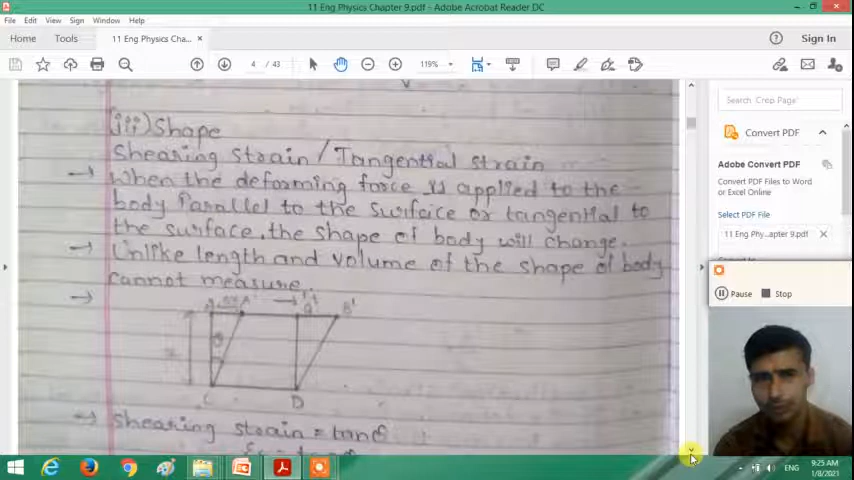 11 Eng Physics Chapter 9.pdf - Adobe Acrobat Reader DC
File Edit View Sign Window Help
Home Tools 11 Eng Physics Cha... × Sign In
4 / 43 119%
Search 'Crop Page'
(iii) Shape
Shearing strain / Tangential strain
→ When the deforming force is applied to the
body Parallel to the surface or tangential to
the surface, the shape of body will change.
→ Unlike length and volume of the shape of body
cannot measure.
→
A'
B'
θ
C D
→ Shearing strain = tanθ
Convert PDF
Adobe Convert PDF
Convert PDF Files to Word
or Excel Online
Select PDF File
11 Eng Phy...apter 9.pdf ×
Pause Stop
ENG
9:25 AM
1/8/2021